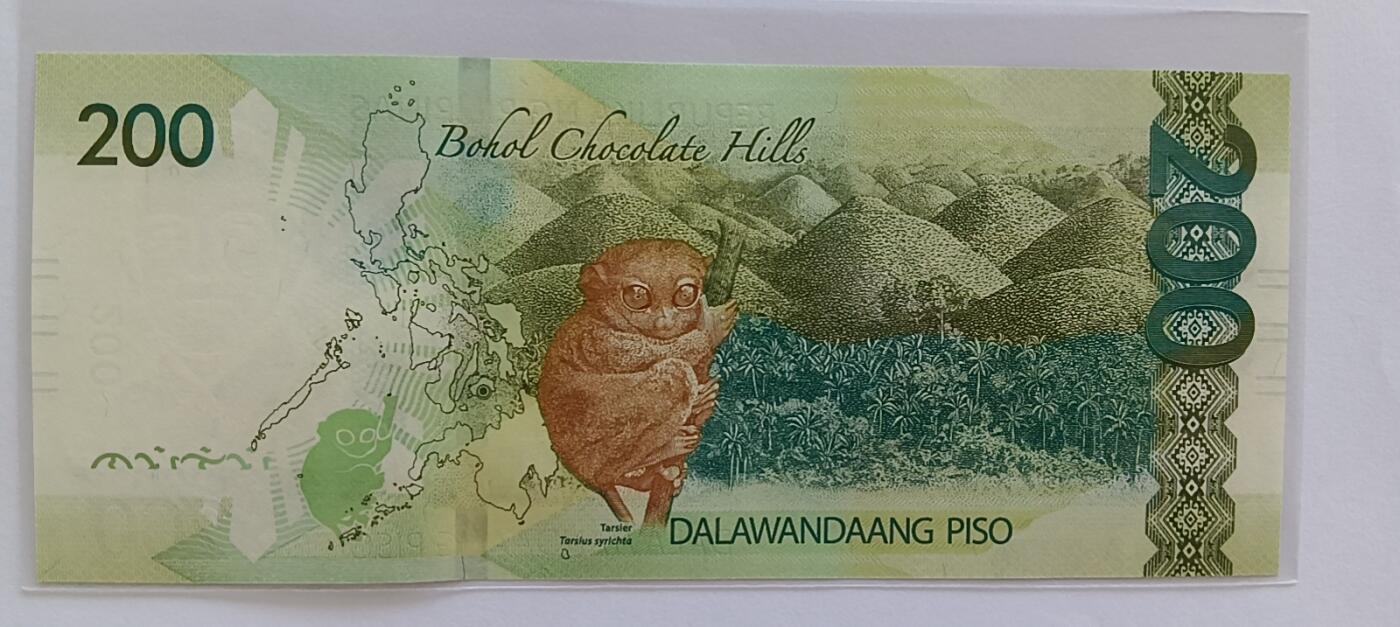 200
Bohol Chocolate Hills
200
Tarsier
Tarsius syrichta
DALAWANDAANG PISO